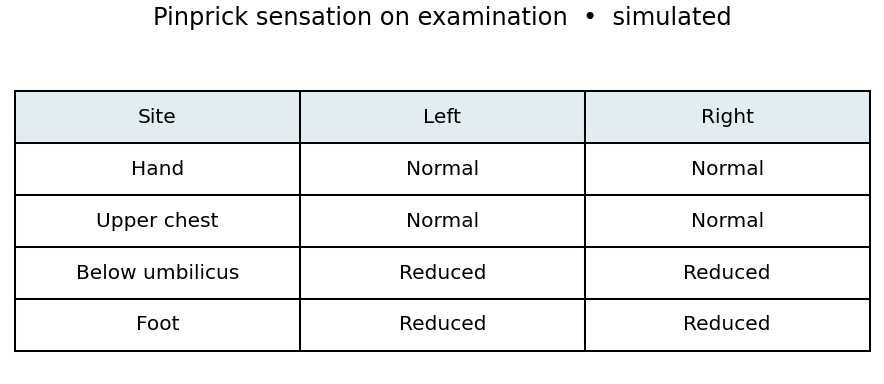 Pinprick sensation on examination • simulated
Site Left Right
Hand Normal Normal
Upper chest Normal Normal
Below umbilicus Reduced Reduced
Foot Reduced Reduced